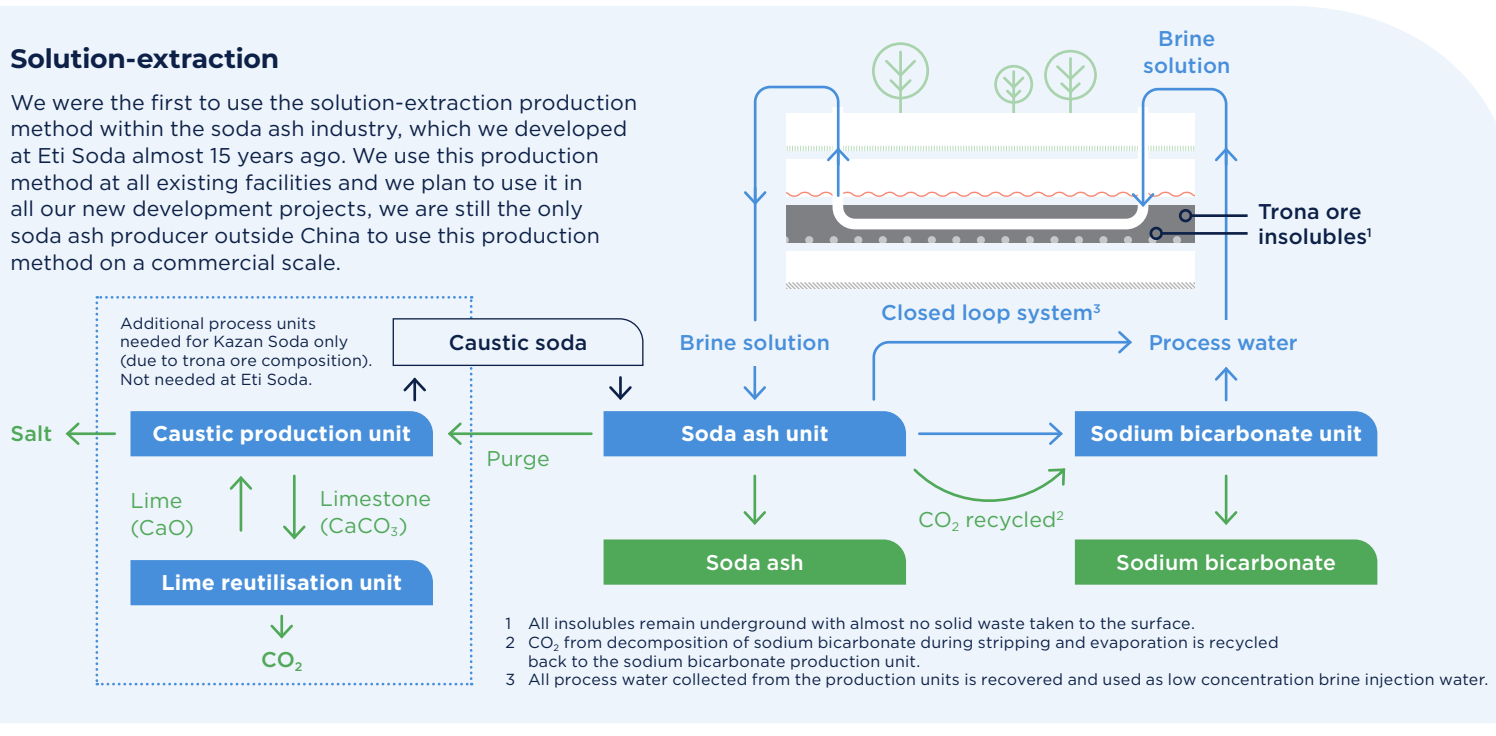 Solution-extraction
We were the first to use the solution-extraction production
method within the soda ash industry, which we developed
at Eti Soda almost 15 years ago. We use this production
method at all existing facilities and we plan to use it in
all our new development projects, we are still the only
soda ash producer outside China to use this production
method on a commercial scale.
Brine
solution
Trona ore
insolubles¹
Closed loop system³
Additional process units
needed for Kazan Soda only
(due to trona ore composition).
Not needed at Eti Soda.
Caustic soda
Brine solution
Process water
Salt
Caustic production unit
Soda ash unit
Sodium bicarbonate unit
Purge
Lime
(CaO)
Limestone
(CaCO₃)
CO₂ recycled²
Soda ash
Sodium bicarbonate
Lime reutilisation unit
CO₂
1 All insolubles remain underground with almost no solid waste taken to the surface.
2 CO₂ from decomposition of sodium bicarbonate during stripping and evaporation is recycled
back to the sodium bicarbonate production unit.
3 All process water collected from the production units is recovered and used as low concentration brine injection water.